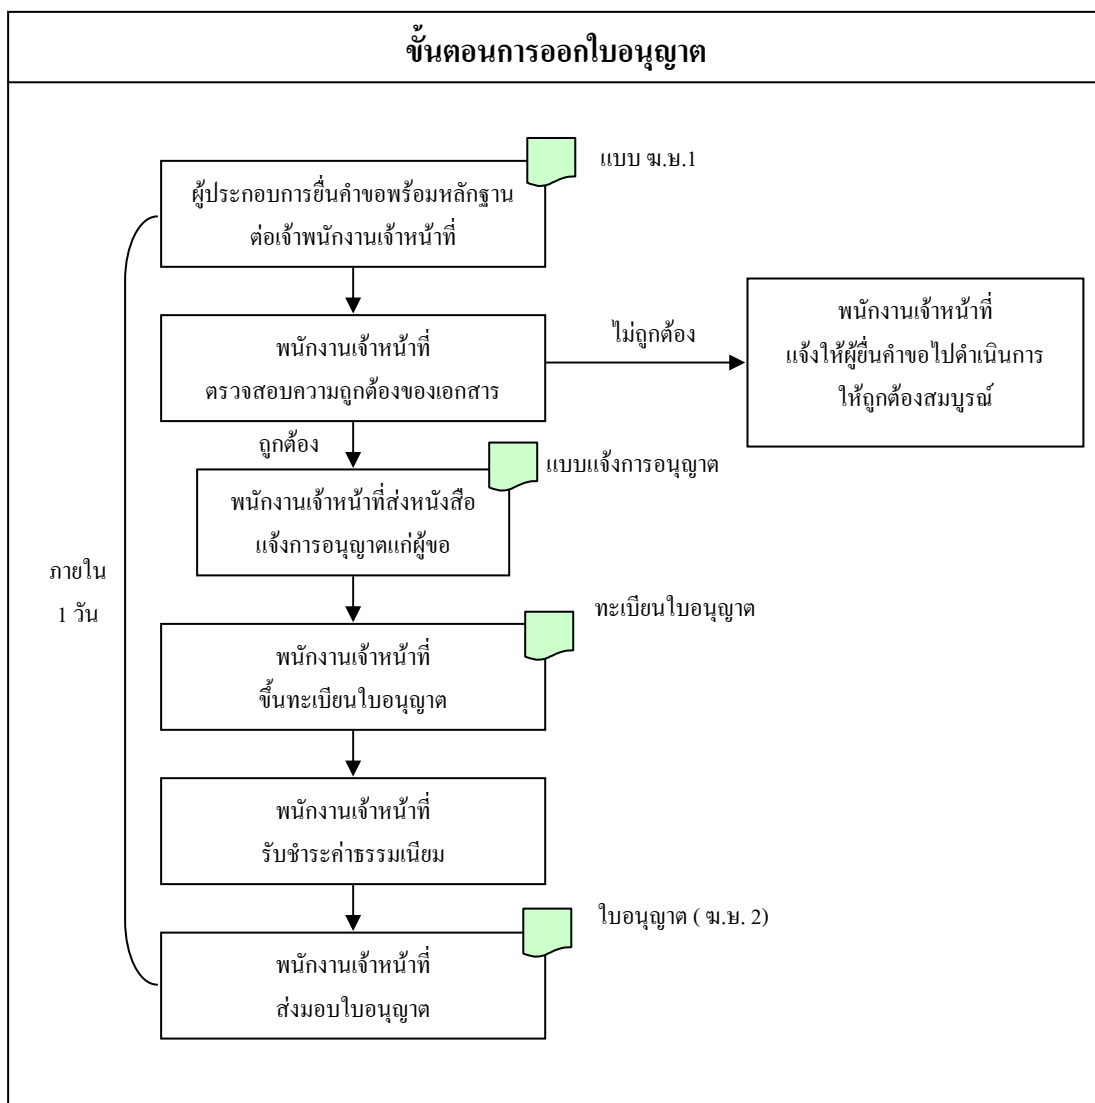 ขั้นตอนการออกใบอนุญาต
แบบ ฆ.ษ.1
ผู้ประกอบการยื่นคำขอพร้อมหลักฐาน
ต่อเจ้าพนักงานเจ้าหน้าที่
พนักงานเจ้าหน้าที่
ตรวจสอบความถูกต้องของเอกสาร
ไม่ถูกต้อง
พนักงานเจ้าหน้าที่
แจ้งให้ผู้ยื่นคำขอไปดำเนินการ
ให้ถูกต้องสมบูรณ์
ถูกต้อง
แบบแจ้งการอนุญาต
พนักงานเจ้าหน้าที่ส่งหนังสือ
แจ้งการอนุญาตแก่ผู้ขอ
ภายใน
1 วัน
ทะเบียนใบอนุญาต
พนักงานเจ้าหน้าที่
ขึ้นทะเบียนใบอนุญาต
พนักงานเจ้าหน้าที่
รับชำระค่าธรรมเนียม
ใบอนุญาต ( ฆ.ษ. 2)
พนักงานเจ้าหน้าที่
ส่งมอบใบอนุญาต